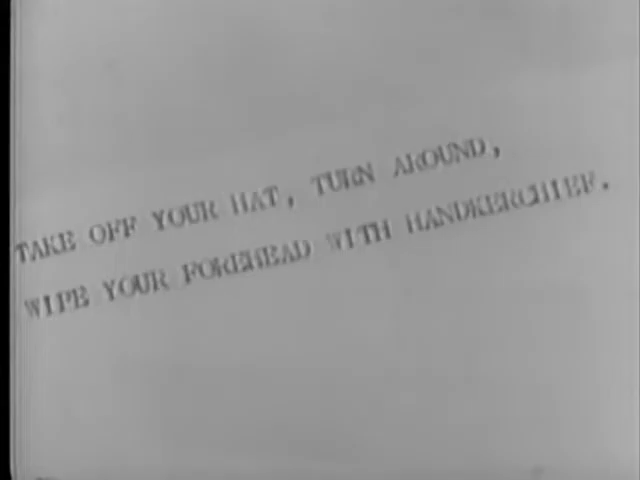 TAKE OFF YOUR HAT, TURN AROUND,
WIPE YOUR FOREHEAD WITH HANDKERCHIEF.